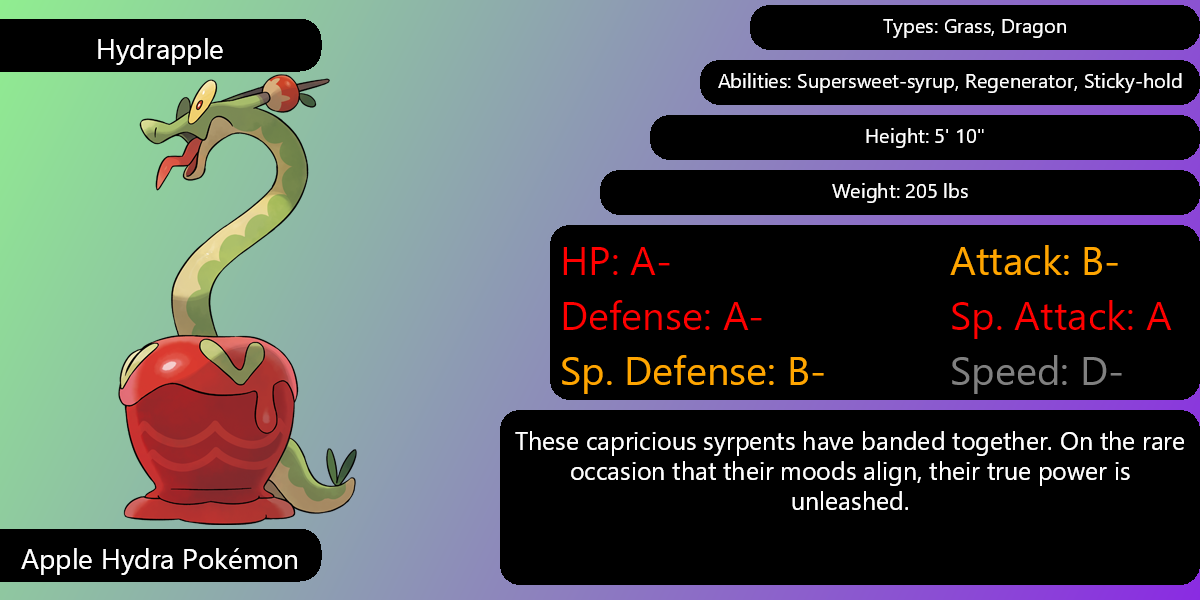 Hydrapple
Types: Grass, Dragon
Abilities: Supersweet-syrup, Regenerator, Sticky-hold
Height: 5' 10"
Weight: 205 lbs
HP: A-
Attack: B-
Defense: A-
Sp. Attack: A
Sp. Defense: B-
Speed: D-
These capricious syrpents have banded together. On the rare
occasion that their moods align, their true power is
unleashed.
Apple Hydra Pokémon